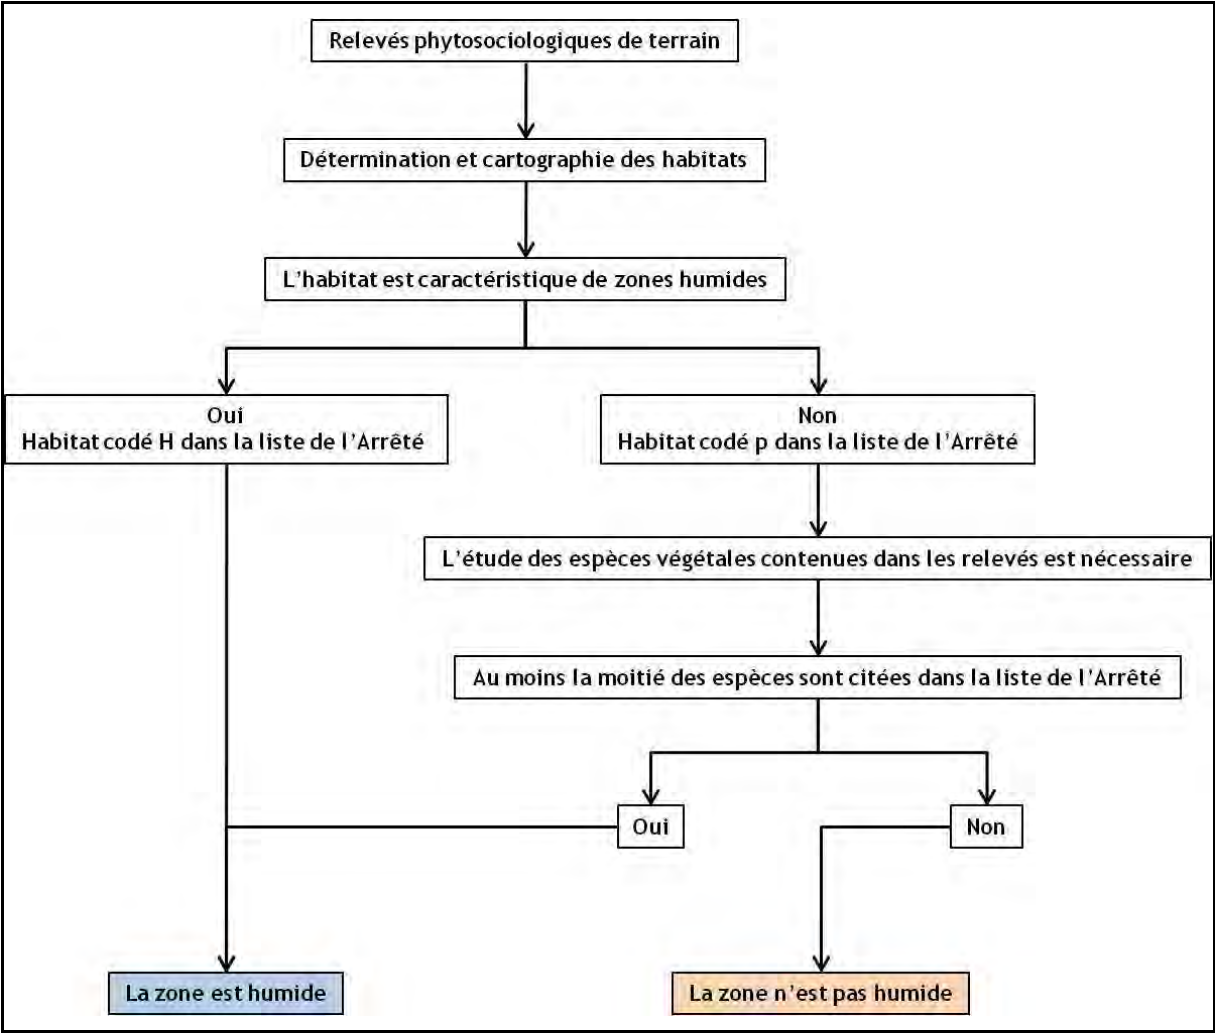 Relevés phytosociologiques de terrain
Détermination et cartographie des habitats
L'habitat est caractéristique de zones humides
Oui
Habitat codé H dans la liste de l'Arrêté
Non
Habitat codé p dans la liste de l'Arrêté
L'étude des espèces végétales contenues dans les relevés est nécessaire
Au moins la moitié des espèces sont citées dans la liste de l'Arrêté
Oui
Non
La zone est humide
La zone n'est pas humide